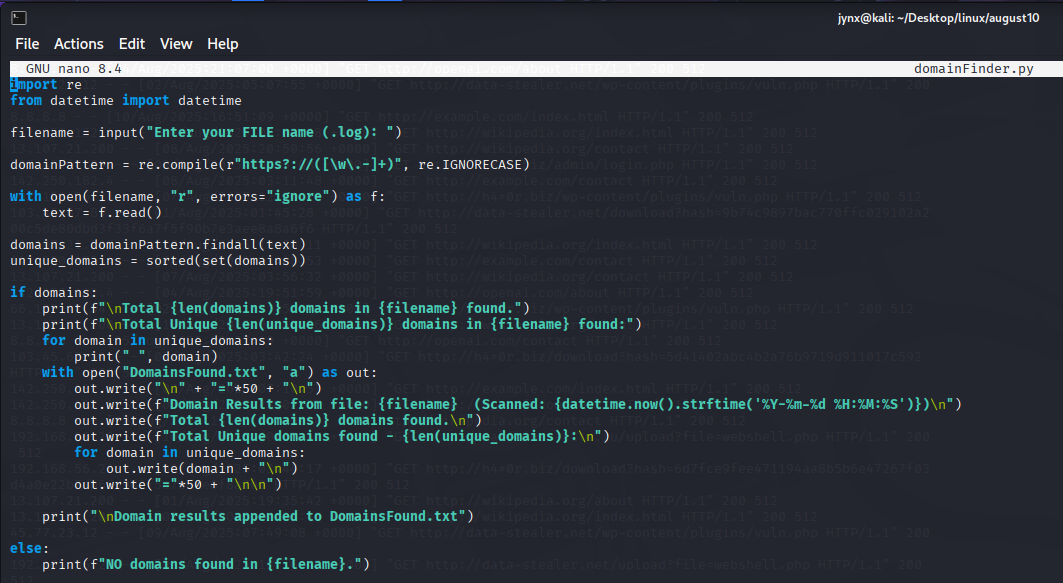 jynx@kali: ~/Desktop/linux/august10
File Actions Edit View Help
GNU nano 8.4 domainFinder.py
import re
from datetime import datetime
filename = input("Enter your FILE name (.log): ")
domainPattern = re.compile(r"https?://([\w\.-]+)", re.IGNORECASE)
with open(filename, "r", errors="ignore") as f:
    text = f.read()
domains = domainPattern.findall(text)
unique_domains = sorted(set(domains))
if domains:
    print(f"\nTotal {len(domains)} domains in {filename} found.")
    print(f"\nTotal Unique {len(unique_domains)} domains in {filename} found:")
    for domain in unique_domains:
        print(" ", domain)
    with open("DomainsFound.txt", "a") as out:
        out.write("\n" + "="*50 + "\n")
        out.write(f"Domain Results from file: {filename}  (Scanned: {datetime.now().strftime('%Y-%m-%d %H:%M:%S')})\n")
        out.write(f"Total {len(domains)} domains found.\n")
        out.write(f"Total Unique domains found - {len(unique_domains)}:\n")
        for domain in unique_domains:
            out.write(domain + "\n")
        out.write("="*50 + "\n\n")
    print("\nDomain results appended to DomainsFound.txt")
else:
    print(f"NO domains found in {filename}.")